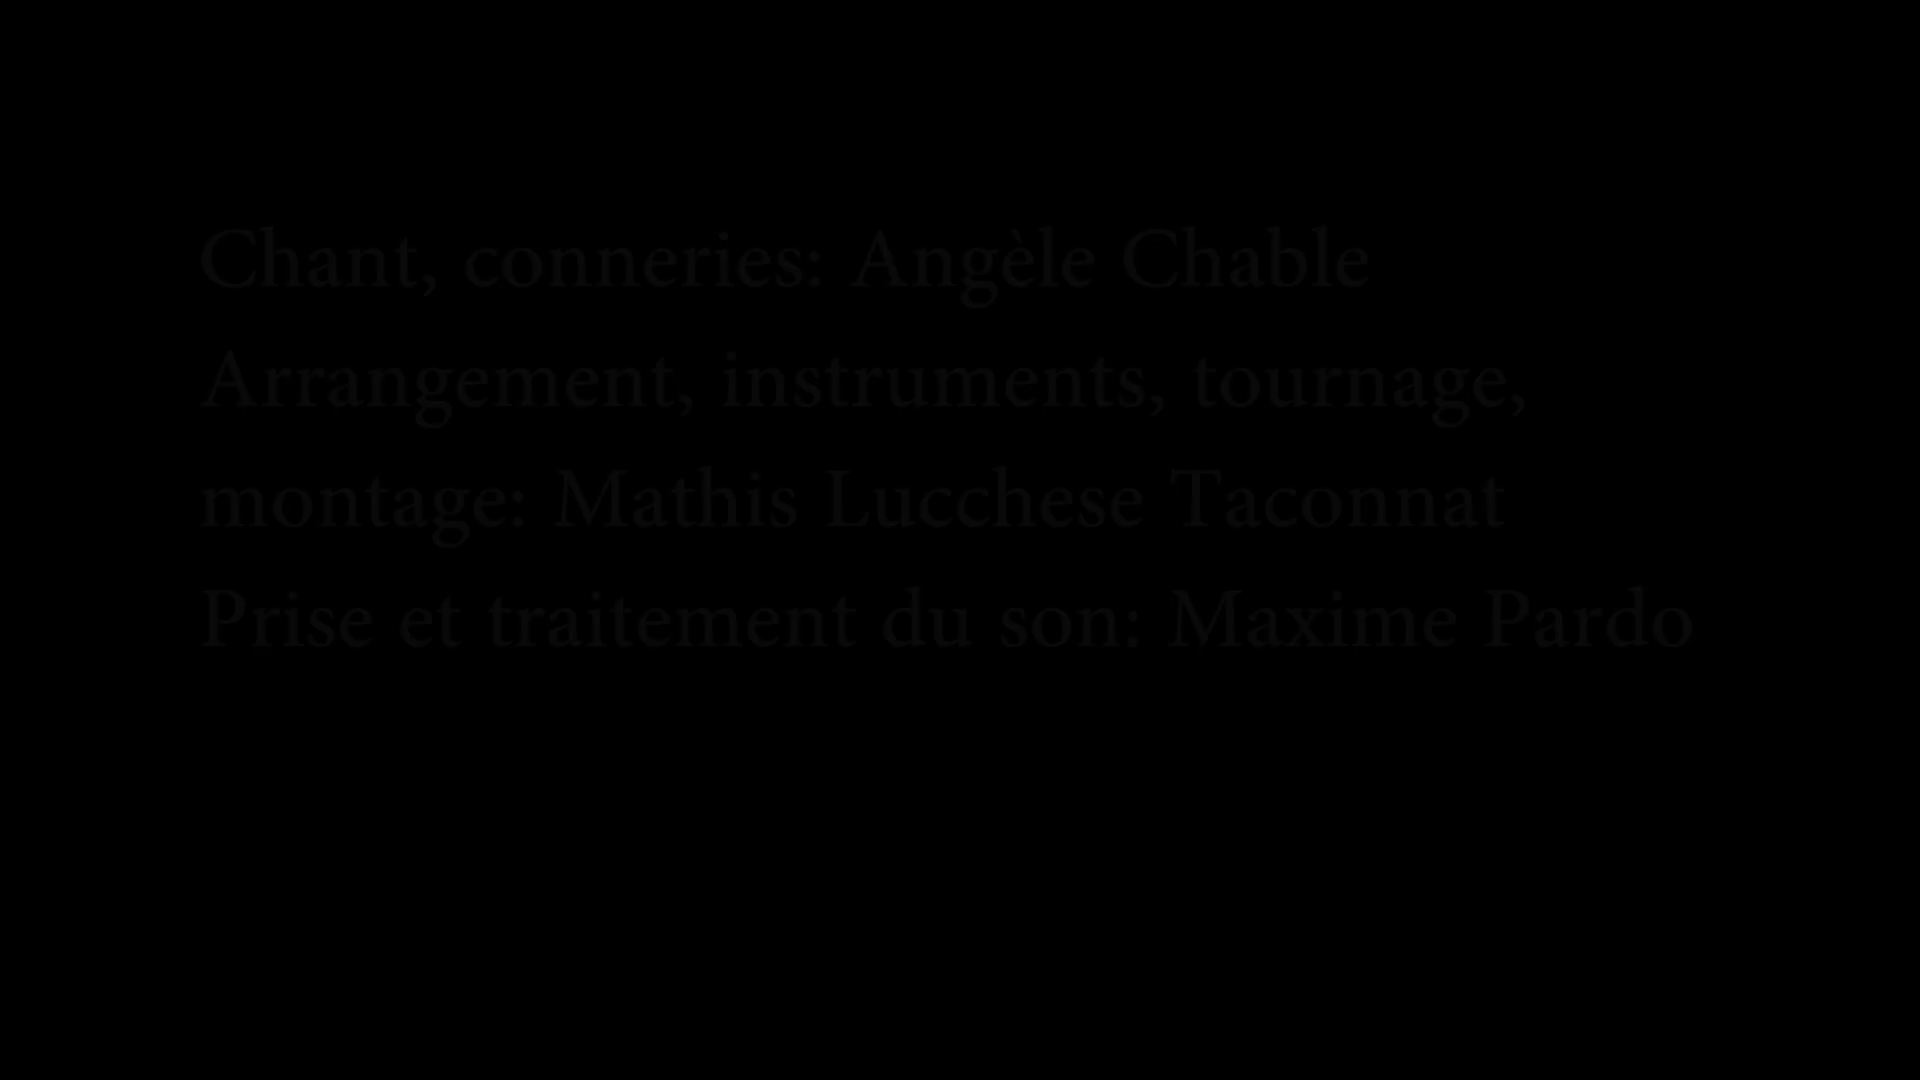 Chant, conneries: Angèle Chable
Arrangement, instruments, tournage,
montage: Mathis Lucchese Taconnat
Prise et traitement du son: Maxime Pardo